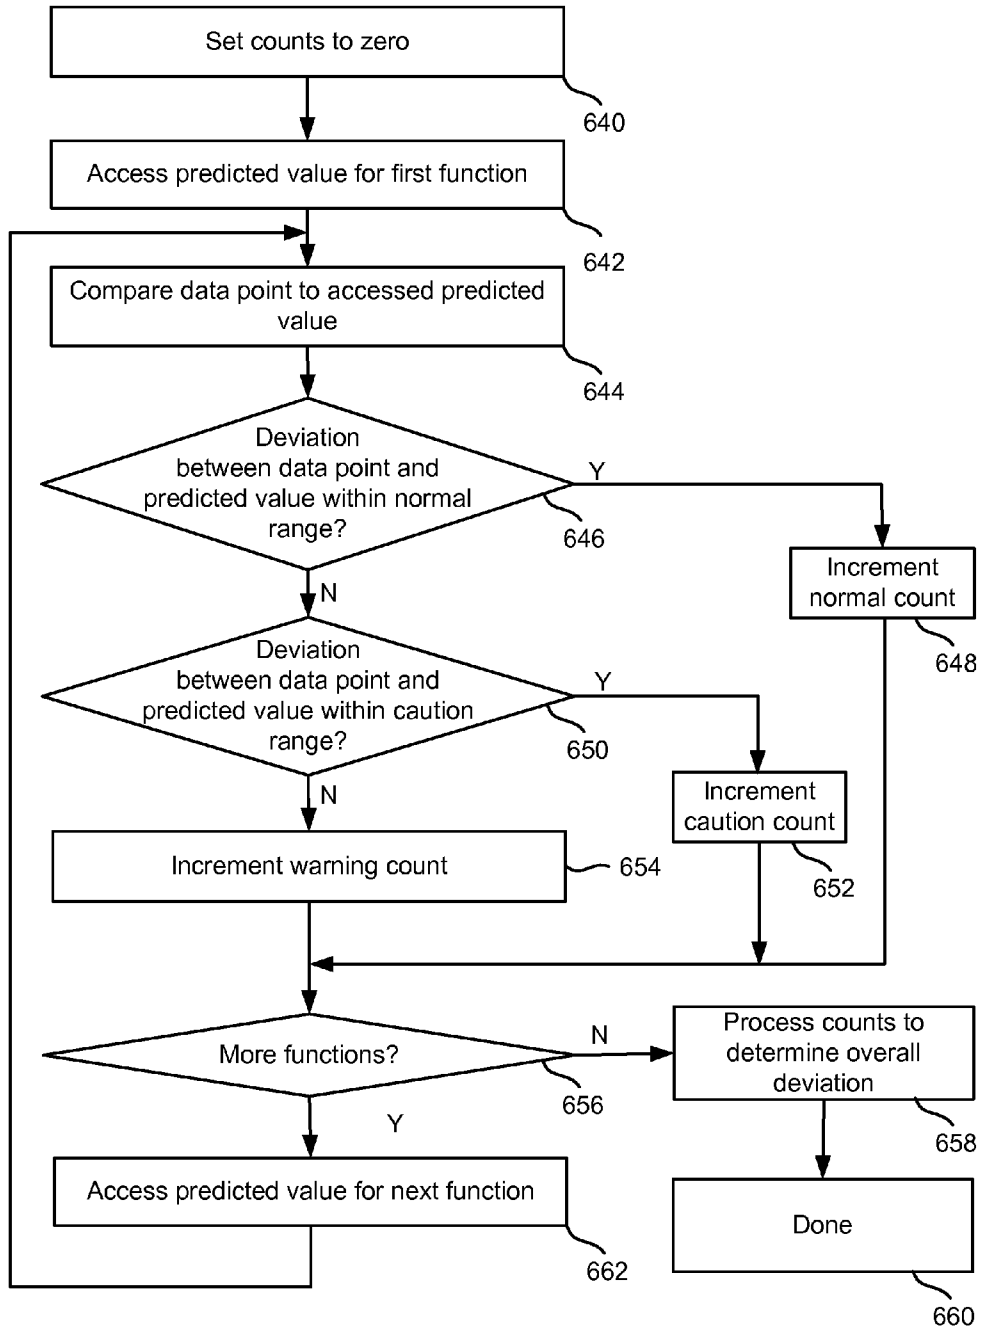 Set counts to zero
640
Access predicted value for first function
642
Compare data point to accessed predicted
value
644
Deviation
between data point and
predicted value within normal
range?
Y
646
Increment
normal count
648
N
Deviation
between data point and
predicted value within caution
range?
Y
650
Increment
caution count
652
N
Increment warning count
654
More functions?
N
656
Process counts to
determine overall
deviation
658
Y
Access predicted value for next function
662
Done
660